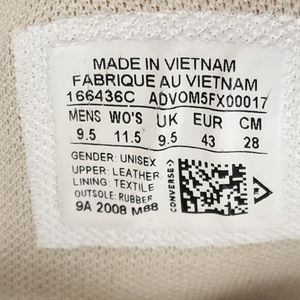 MADE IN VIETNAM
FABRIQUE AU VIETNAM
166436C ADVOM5FX00017
MENS WO'S UK EUR CM
9.5 11.5 9.5 43 28
GENDER: UNISEX
UPPER: LEATHER
LINING: TEXTILE
OUTSOLE: RUBBER
9A 2008 M88
CONVERSE